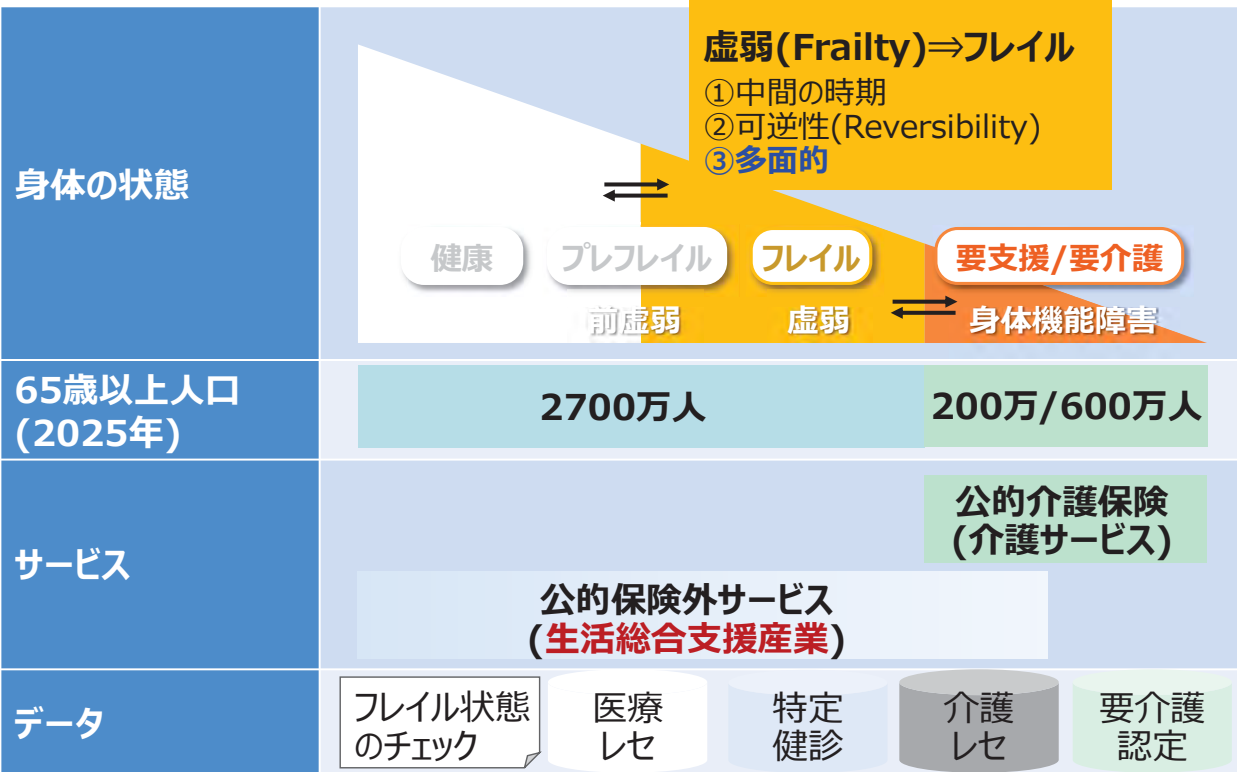 虚弱(Frailty)⇒フレイル
①中間の時期
②可逆性(Reversibility)
③多面的
身体の状態
健康
プレフレイル
フレイル
要支援/要介護
前虚弱
虚弱
身体機能障害
65歳以上人口
(2025年)
2700万人
200万/600万人
サービス
公的介護保険
(介護サービス)
公的保険外サービス
(生活総合支援産業)
データ
フレイル状態
のチェック
医療
レセ
特定
健診
介護
レセ
要介護
認定